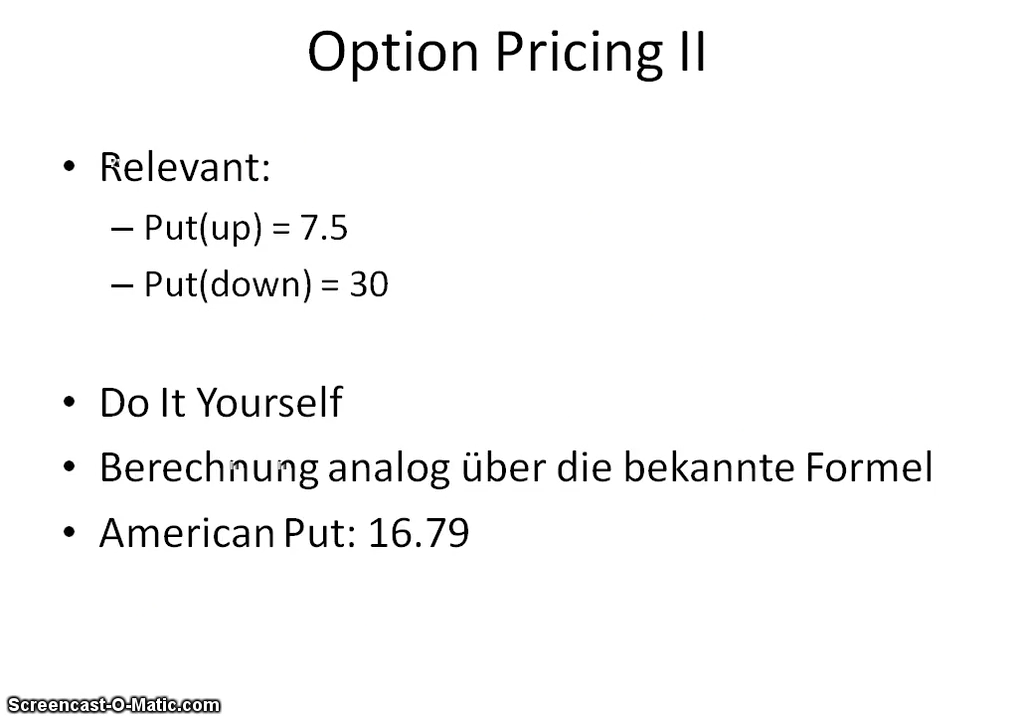 Option Pricing II
• Relevant:
– Put(up) = 7.5
– Put(down) = 30
• Do It Yourself
• Berechnung analog über die bekannte Formel
• American Put: 16.79
Screencast-O-Matic.com